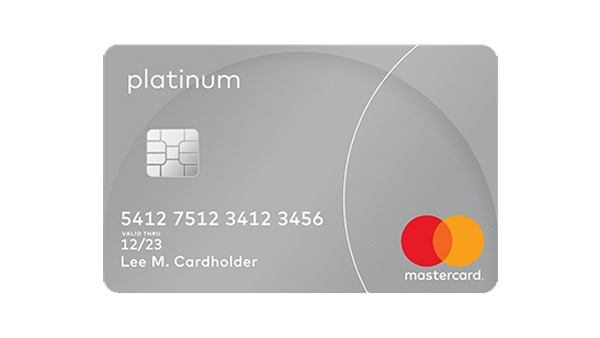 platinum
5412 7512 3412 3456
VALID THRU
12/23
Lee M. Cardholder
mastercard.